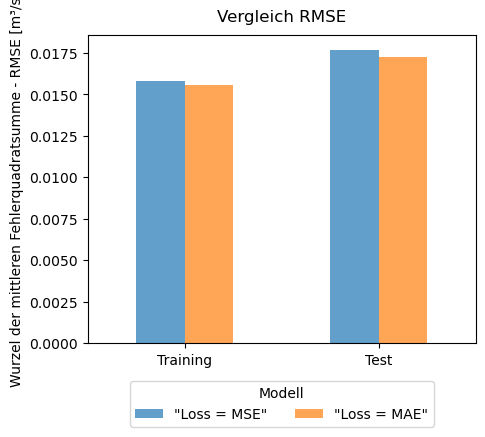 Vergleich RMSE
Wurzel der mittleren Fehlerquadratsumme - RMSE [m³/s
0.0175
0.0150
0.0125
0.0100
0.0075
0.0050
0.0025
0.0000
Training
Test
Modell
"Loss = MSE"
"Loss = MAE"